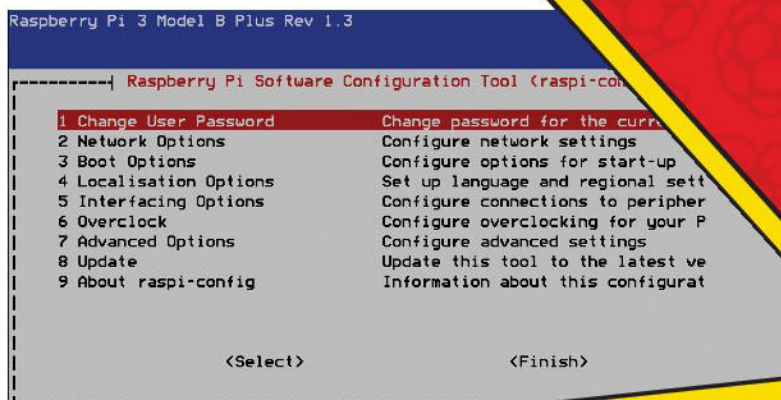 Raspberry Pi 3 Model B Plus Rev 1.3
Raspberry Pi Software Configuration Tool (raspi-con
1 Change User Password Change password for the curre
2 Network Options Configure network settings
3 Boot Options Configure options for start-up
4 Localisation Options Set up language and regional sett
5 Interfacing Options Configure connections to peripher
6 Overclock Configure overclocking for your P
7 Advanced Options Configure advanced settings
8 Update Update this tool to the latest ve
9 About raspi-config Information about this configurat
<Select> <Finish>